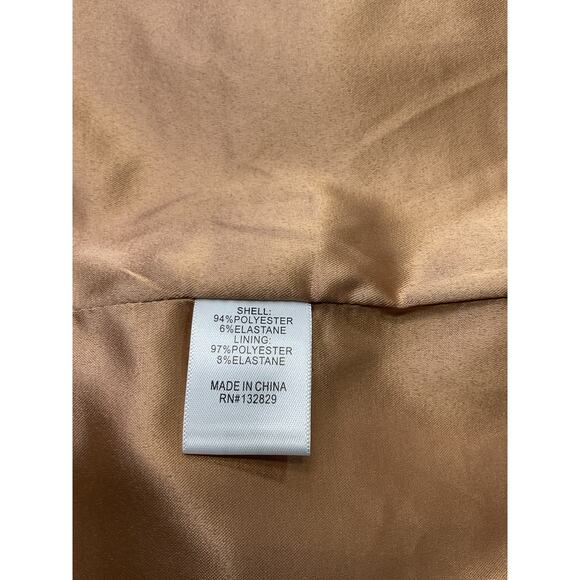 SHELL:
94%POLYESTER
6%ELASTANE
LINING:
97%POLYESTER
3%ELASTANE
MADE IN CHINA
RN#132829